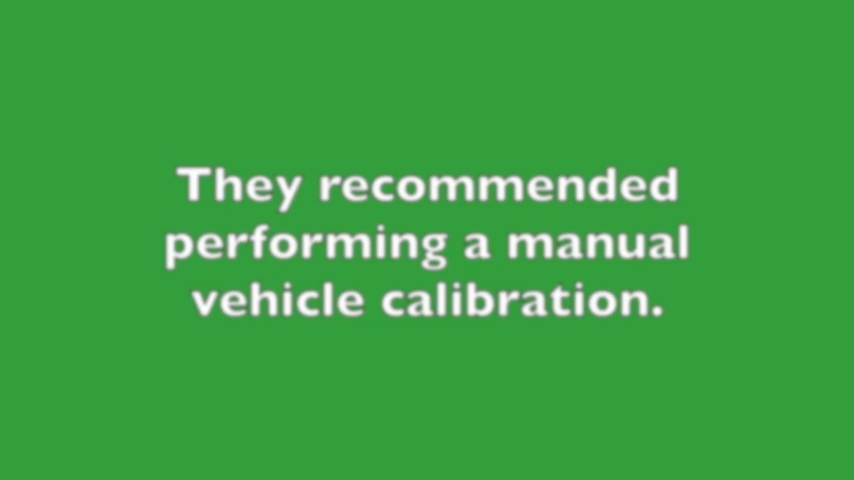 They recommended
performing a manual
vehicle calibration.